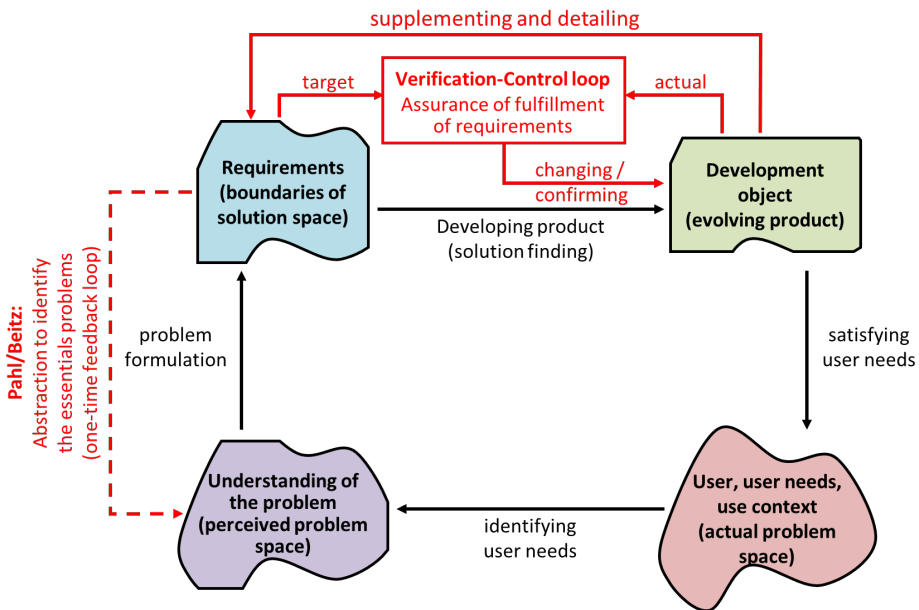 supplementing and detailing
target
Verification-Control loop
Assurance of fulfillment
of requirements
actual
Requirements
(boundaries of
solution space)
changing /
confirming
Developing product
(solution finding)
Development
object
(evolving product)
Pahl/Beitz:
Abstraction to identify
the essentials problems
(one-time feedback loop)
problem
formulation
satisfying
user needs
Understanding of
the problem
(perceived problem
space)
identifying
user needs
User, user needs,
use context
(actual problem
space)